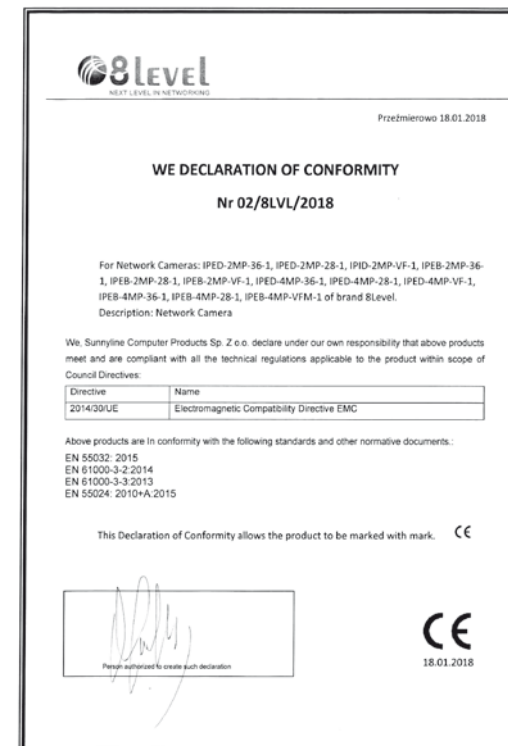 8level
NEXT LEVEL IN NETWORKING
Przeźmierowo 18.01.2018
WE DECLARATION OF CONFORMITY
Nr 02/8LVL/2018
For Network Cameras: IPED-2MP-36-1, IPED-2MP-28-1, IPID-2MP-VF-1, IPEB-2MP-36-
1, IPEB-2MP-28-1, IPEB-2MP-VF-1, IPED-4MP-36-1, IPED-4MP-28-1, IPED-4MP-VF-1,
IPEB-4MP-36-1, IPEB-4MP-28-1, IPEB-4MP-VFM-1 of brand 8Level.
Description: Network Camera
We, Sunnyline Computer Products Sp. Z o.o. declare under our own responsibility that above products
meet and are compliant with all the technical regulations applicable to the product within scope of
Council Directives:
Directive Name
2014/30/UE Electromagnetic Compatibility Directive EMC
Above products are In conformity with the following standards and other normative documents.:
EN 55032: 2015
EN 61000-3-2:2014
EN 61000-3-3:2013
EN 55024: 2010+A:2015
This Declaration of Conformity allows the product to be marked with mark. CE
Person authorized to create such declaration
CE
18.01.2018